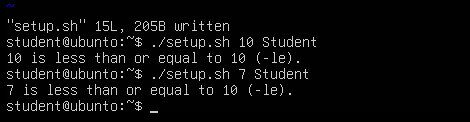 ~
"setup.sh" 15L, 205B written
student@ubunto:~$ ./setup.sh 10 Student
10 is less than or equal to 10 (-le).
student@ubunto:~$ ./setup.sh 7 Student
7 is less than or equal to 10 (-le).
student@ubunto:~$ _